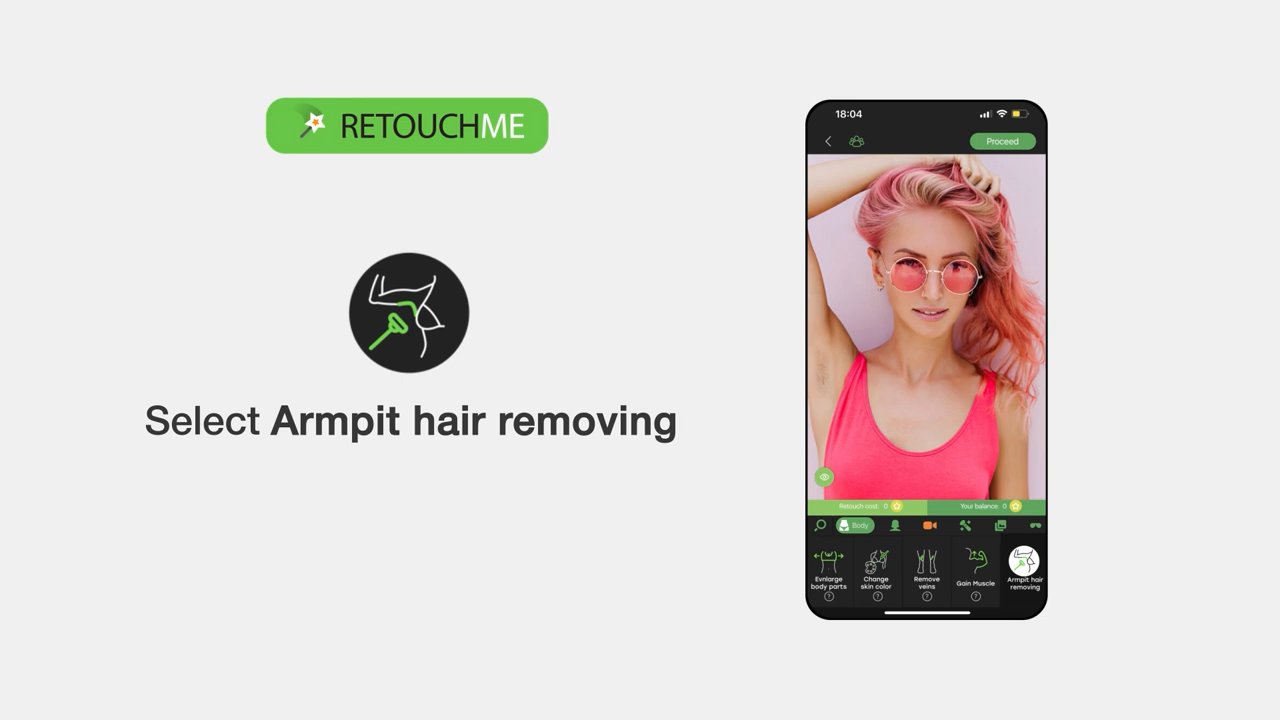 RETOUCHME
Select Armpit hair removing
18:04
Proceed
Retouch cost: 0
Your balance: 0
Body
Evnlarge
body parts
?
Change
skin color
?
Remove
veins
?
Gain Muscle
?
Armpit hair
removing